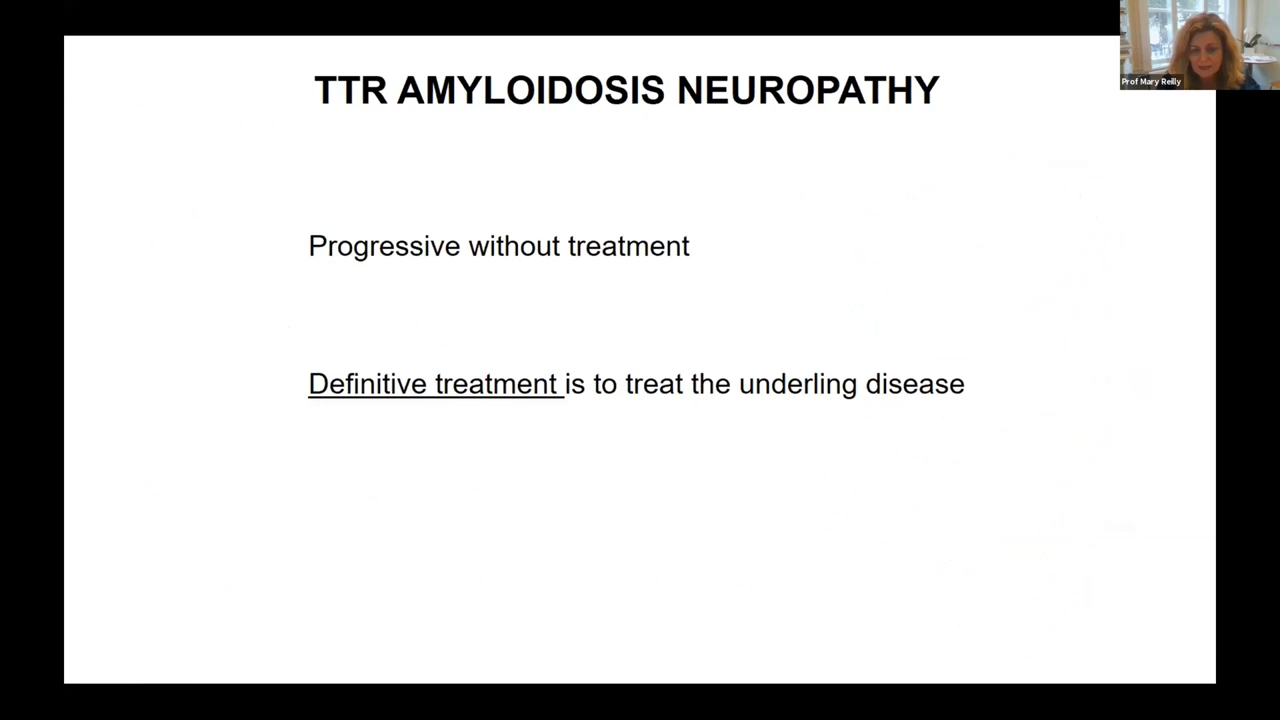 TTR AMYLOIDOSIS NEUROPATHY
Prof Mary Reilly
Progressive without treatment
Definitive treatment is to treat the underling disease